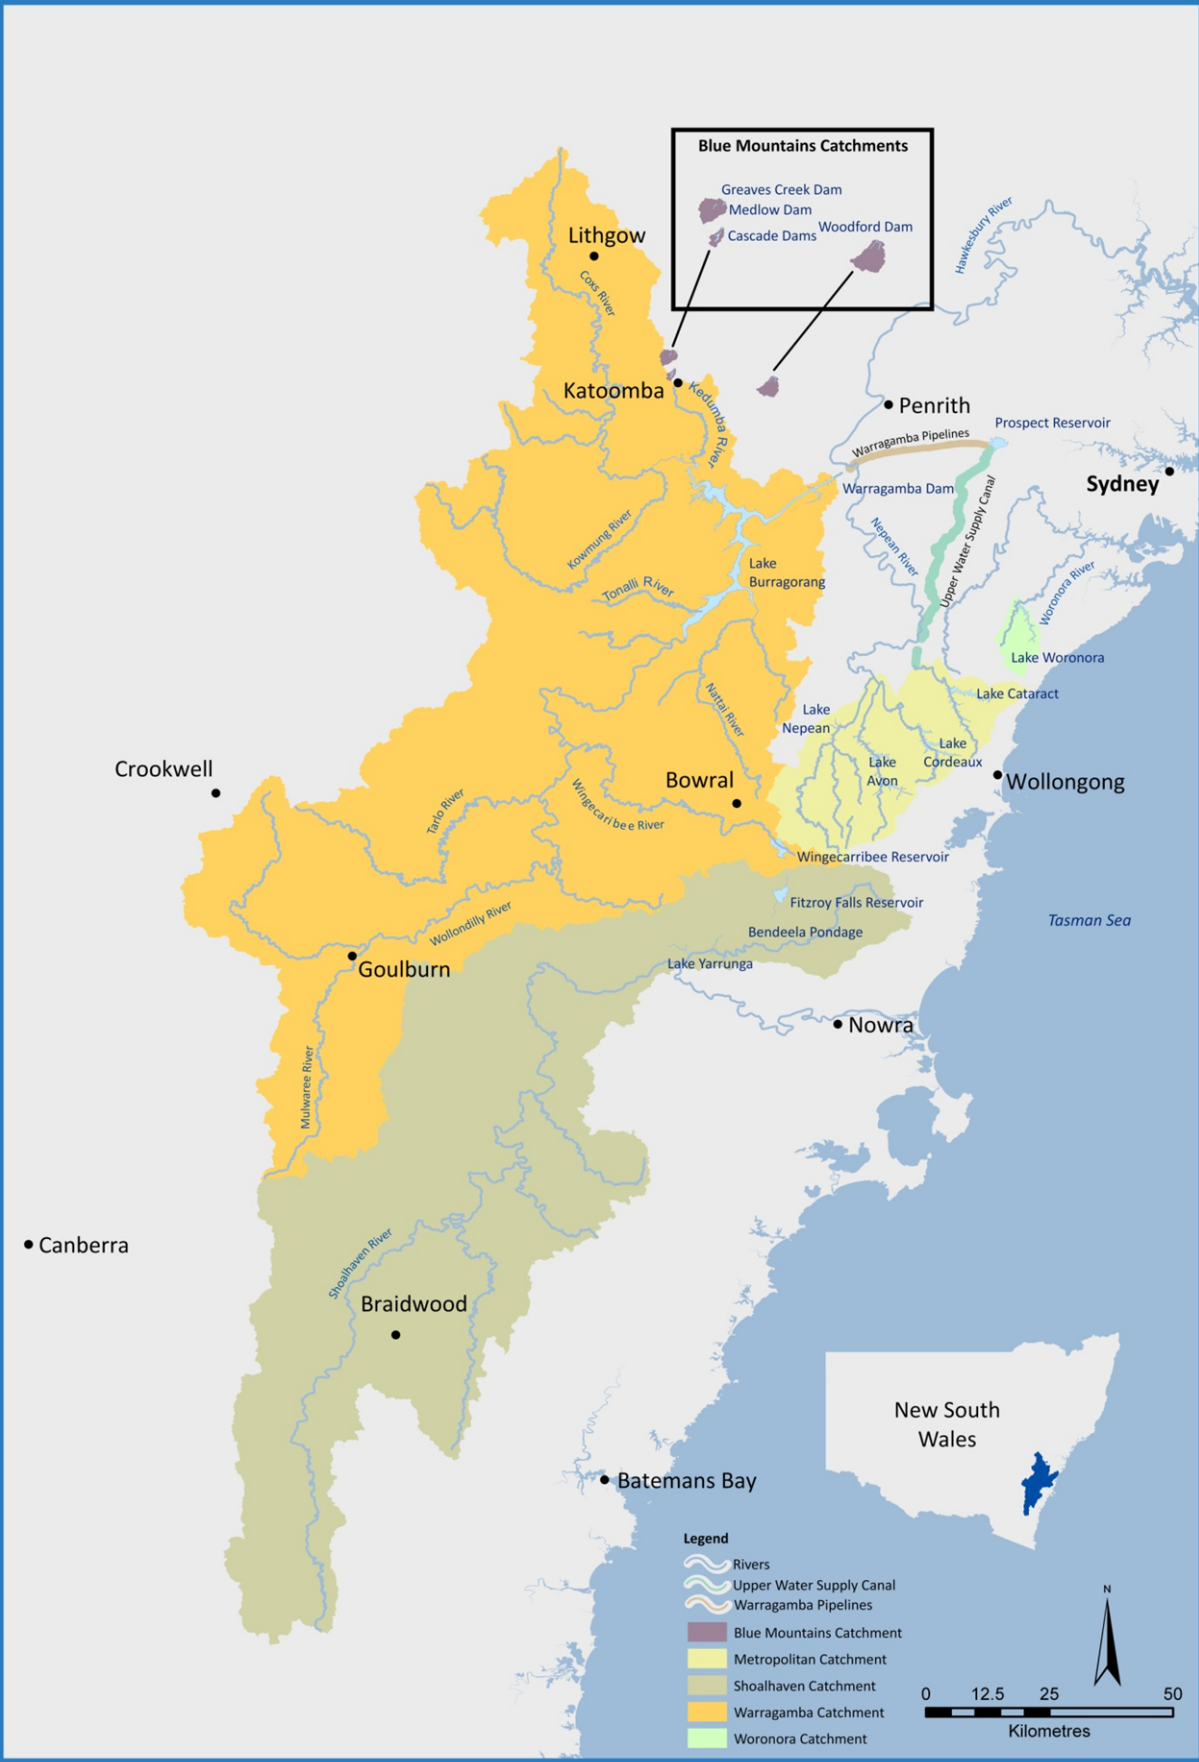 Blue Mountains Catchments
Greaves Creek Dam
Medlow Dam
Cascade Dams
Woodford Dam
Hawkesbury River
Lithgow
Coxs River
Katoomba
Kedumba River
Penrith
Prospect Reservoir
Warragamba Pipelines
Sydney
Warragamba Dam
Upper Water Supply Canal
Nepean River
Kowmung River
Lake
Burragorang
Tonalli River
Woronora River
Lake Woronora
Lake Cataract
Nattai River
Lake
Nepean
Lake
Cordeaux
Lake
Avon
Crookwell
Bowral
Wollongong
Tarlo River
Wingecaribee River
Wingecarribee Reservoir
Fitzroy Falls Reservoir
Wollondilly River
Bendeela Pondage
Tasman Sea
Lake Yarrunga
Goulburn
Nowra
Mulwaree River
Canberra
Shoalhaven River
Braidwood
New South
Wales
Batemans Bay
Legend
Rivers
Upper Water Supply Canal
Warragamba Pipelines
Blue Mountains Catchment
Metropolitan Catchment
Shoalhaven Catchment
Warragamba Catchment
Woronora Catchment
N
0 12.5 25 50
Kilometres